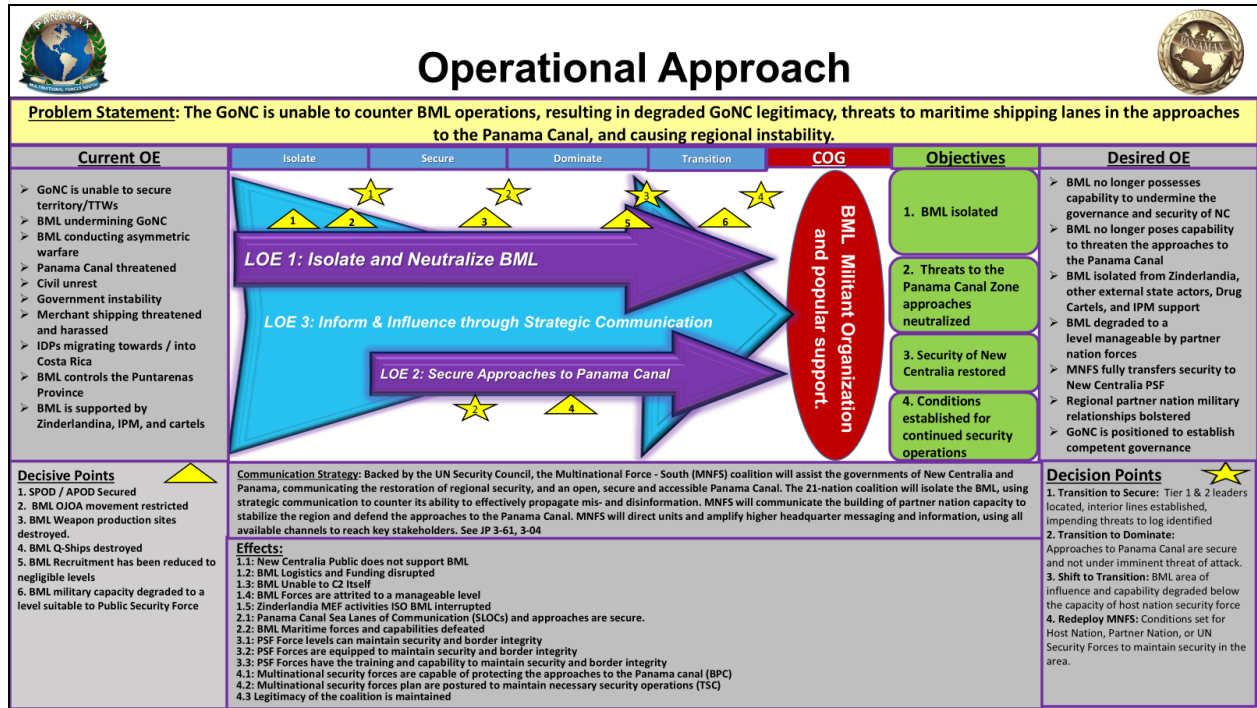 PANAMAX
MULTINATIONAL FORCES SOUTH
Operational Approach
2024
PANAMAX
Problem Statement: The GoNC is unable to counter BML operations, resulting in degraded GoNC legitimacy, threats to maritime shipping lanes in the approaches
to the Panama Canal, and causing regional instability.
Current OE
➢ GoNC is unable to secure
territory/TTWs
➢ BML undermining GoNC
➢ BML conducting asymmetric
warfare
➢ Panama Canal threatened
➢ Civil unrest
➢ Government instability
➢ Merchant shipping threatened
and harassed
➢ IDPs migrating towards / into
Costa Rica
➢ BML controls the Puntarenas
Province
➢ BML is supported by
Zinderlandina, IPM, and cartels
Isolate
Secure
Dominate
Transition
1
2
3
4
1
2
3
5
6
LOE 1: Isolate and Neutralize BML
LOE 3: Inform & Influence through Strategic Communication
LOE 2: Secure Approaches to Panama Canal
2
4
COG
BML Militant Organization
and popular support.
Objectives
1. BML isolated
2. Threats to the
Panama Canal Zone
approaches
neutralized
3. Security of New
Centralia restored
4. Conditions
established for
continued security
operations
Desired OE
➢ BML no longer possesses
capability to undermine the
governance and security of NC
➢ BML no longer poses capability
to threaten the approaches to
the Panama Canal
➢ BML isolated from Zinderlandia,
other external state actors, Drug
Cartels, and IPM support
➢ BML degraded to a
level manageable by partner
nation forces
➢ MNFS fully transfers security to
New Centralia PSF
➢ Regional partner nation military
relationships bolstered
➢ GoNC is positioned to establish
competent governance
Decisive Points
1. SPOD / APOD Secured
2. BML OJOA movement restricted
3. BML Weapon production sites
destroyed.
4. BML Q-Ships destroyed
5. BML Recruitment has been reduced to
negligible levels
6. BML military capacity degraded to a
level suitable to Public Security Force
Communication Strategy: Backed by the UN Security Council, the Multinational Force - South (MNFS) coalition will assist the governments of New Centralia and
Panama, communicating the restoration of regional security, and an open, secure and accessible Panama Canal. The 21-nation coalition will isolate the BML, using
strategic communication to counter its ability to effectively propagate mis- and disinformation. MNFS will communicate the building of partner nation capacity to
stabilize the region and defend the approaches to the Panama Canal. MNFS will direct units and amplify higher headquarter messaging and information, using all
available channels to reach key stakeholders. See JP 3-61, 3-04
Effects:
1.1: New Centralia Public does not support BML
1.2: BML Logistics and Funding disrupted
1.3: BML Unable to C2 Itself
1.4: BML Forces are attrited to a manageable level
1.5: Zinderlandia MEF activities ISO BML interrupted
2.1: Panama Canal Sea Lanes of Communication (SLOCs) and approaches are secure.
2.2: BML Maritime forces and capabilities defeated
3.1: PSF Force levels can maintain security and border integrity
3.2: PSF Forces are equipped to maintain security and border integrity
3.3: PSF Forces have the training and capability to maintain security and border integrity
4.1: Multinational security forces are capable of protecting the approaches to the Panama canal (BPC)
4.2: Multinational security forces plan are postured to maintain necessary security operations (TSC)
4.3 Legitimacy of the coalition is maintained
Decision Points
1. Transition to Secure: Tier 1 & 2 leaders
located, interior lines established,
impending threats to log identified
2. Transition to Dominate:
Approaches to Panama Canal are secure
and not under imminent threat of attack.
3. Shift to Transition: BML area of
influence and capability degraded below
the capacity of host nation security force
4. Redeploy MNFS: Conditions set for
Host Nation, Partner Nation, or UN
Security Forces to maintain security in the
area.